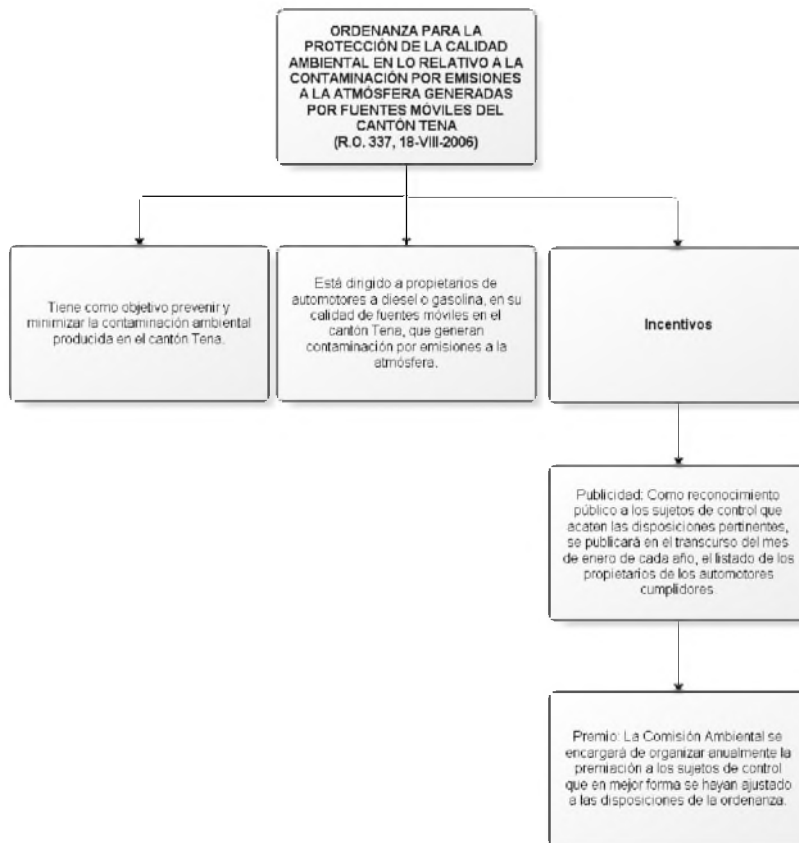 ORDENANZA PARA LA
PROTECCIÓN DE LA CALIDAD
AMBIENTAL EN LO RELATIVO A LA
CONTAMINACIÓN POR EMISIONES
A LA ATMÓSFERA GENERADAS
POR FUENTES MÓVILES DEL
CANTÓN TENA
(R.O. 337, 18-VIII-2006)
Tiene como objetivo prevenir y
minimizar la contaminación ambiental
producida en el cantón Tena.
Está dirigido a propietarios de
automotores a diesel o gasolina, en su
calidad de fuentes móviles en el
cantón Tena, que generan
contaminación por emisiones a la
atmósfera.
Incentivos
Publicidad: Como reconocimiento
público a los sujetos de control que
acaten las disposiciones pertinentes,
se publicará en el transcurso del mes
de enero de cada año, el listado de los
propietarios de los automotores
cumplidores.
Premio: La Comisión Ambiental se
encargará de organizar anualmente la
premiación a los sujetos de control
que en mejor forma se hayan ajustado
a las disposiciones de la ordenanza.